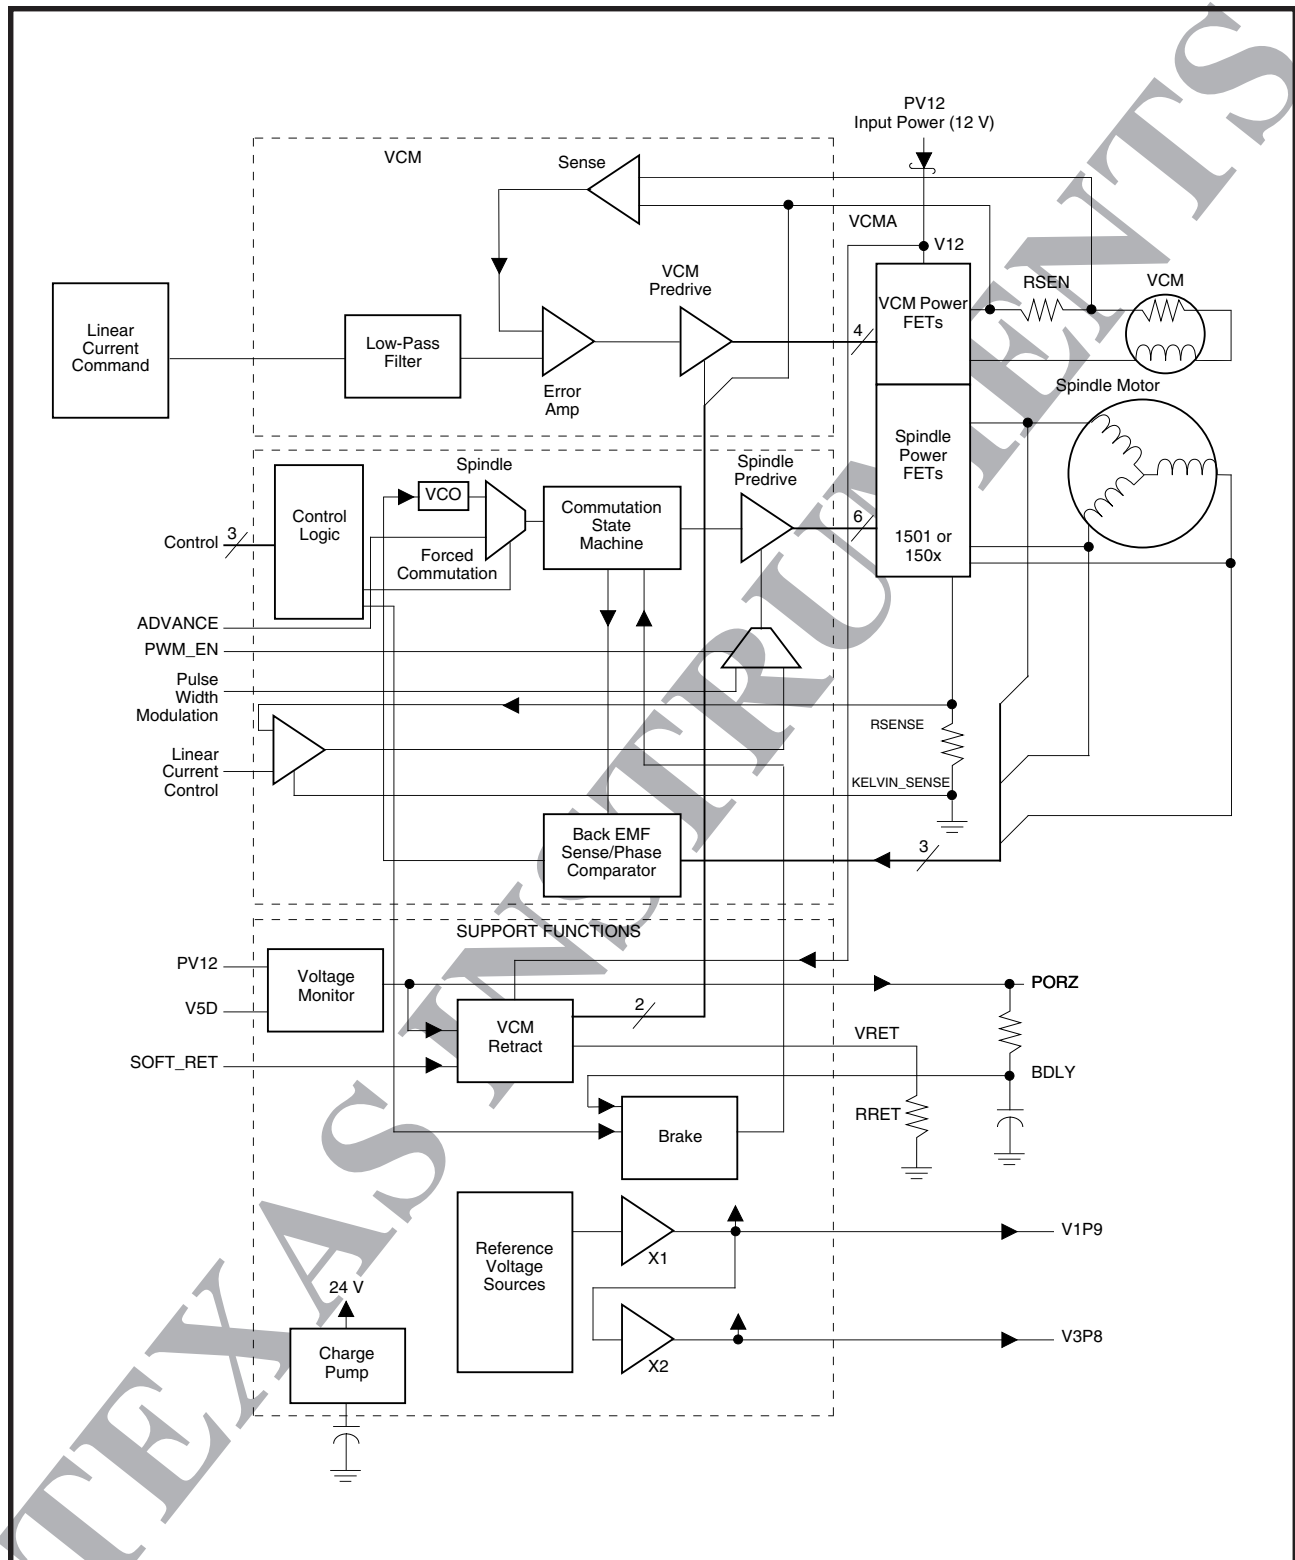 PV12
Input Power (12 V)
VCM
Sense
VCMA
V12
VCM
Predrive
VCM Power
FETs
RSEN
VCM
Linear
Current
Command
Low-Pass
Filter
4
Error
Amp
Spindle Motor
Spindle
Power
FETs
1501 or
150x
Spindle
Spindle
Predrive
VCO
Control
Logic
Commutation
State
Machine
6
Control
3
Forced
Commutation
ADVANCE
PWM_EN
Pulse
Width
Modulation
RSENSE
Linear
Current
Control
KELVIN_SENSE
Back EMF
Sense/Phase
Comparator
3
SUPPORT FUNCTIONS
PV12
Voltage
Monitor
V5D
PORZ
2
VCM
Retract
VRET
SOFT_RET
BDLY
RRET
Brake
Reference
Voltage
Sources
X1
V1P9
24 V
Charge
Pump
X2
V3P8
TEXAS INSTRUMENTS